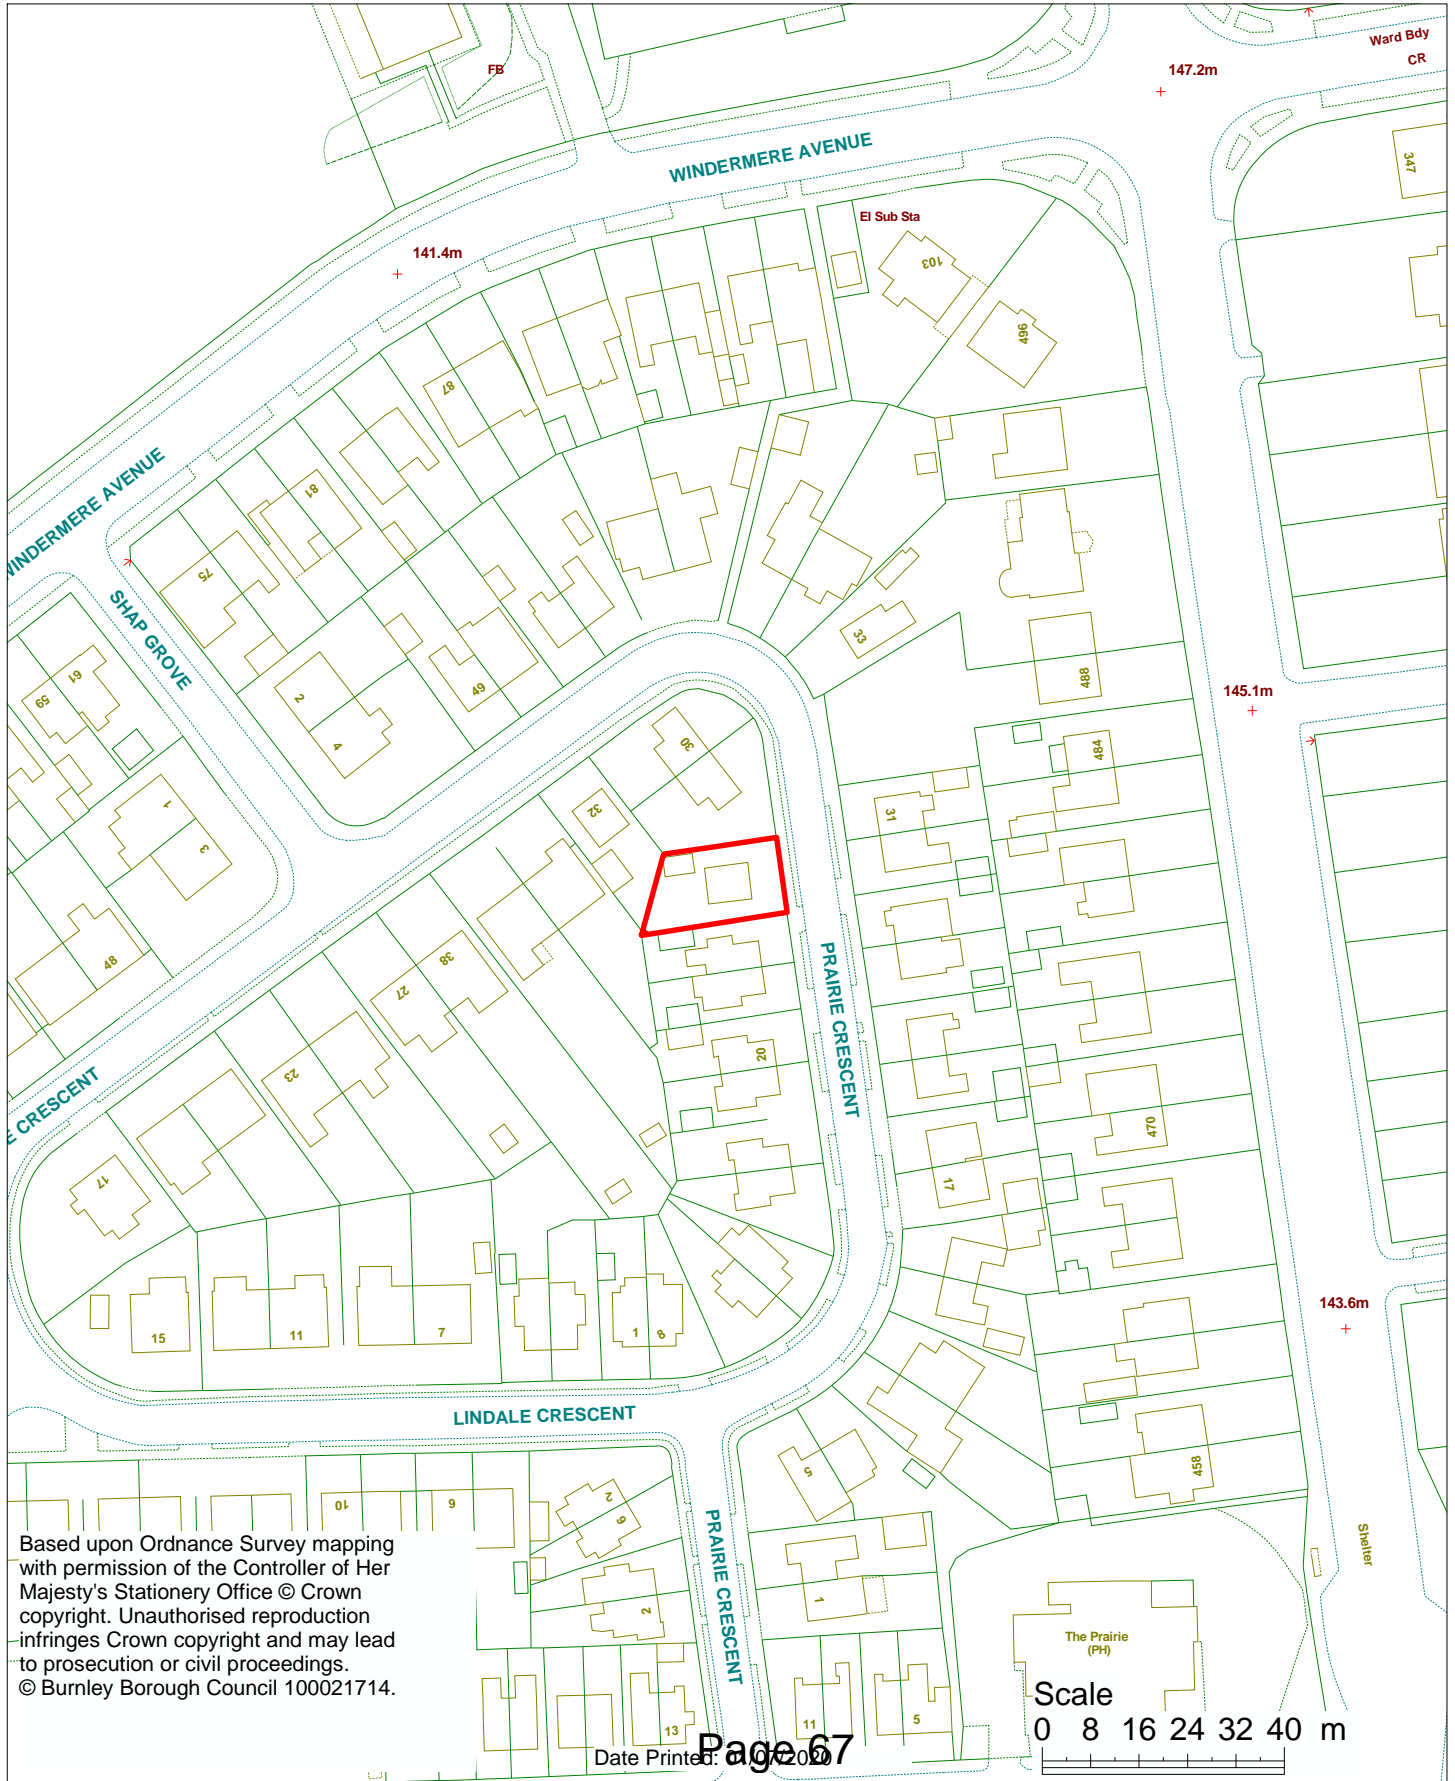 Ward Bdy
CR
FB
147.2m
WINDERMERE AVENUE
347
El Sub Sta
103
141.4m
496
87
81
WINDERMERE AVENUE
75
SHAP GROVE
33
61
59
2
49
488
4
145.1m
30
484
1
32
31
3
38
48
27
PRAIRIE CRESCENT
20
23
E CRESCENT
470
17
17
15
11
7
1
8
143.6m
LINDALE CRESCENT
5
458
10
6
2
6
PRAIRIE CRESCENT
Shelter
2
1
The Prairie
(PH)
Based upon Ordnance Survey mapping
with permission of the Controller of Her
Majesty's Stationery Office © Crown
copyright. Unauthorised reproduction
infringes Crown copyright and may lead
to prosecution or civil proceedings.
© Burnley Borough Council 100021714.
13
11
5
Scale
0 8 16 24 32 40 m
Page 67
Date Printed: 01/07/2020